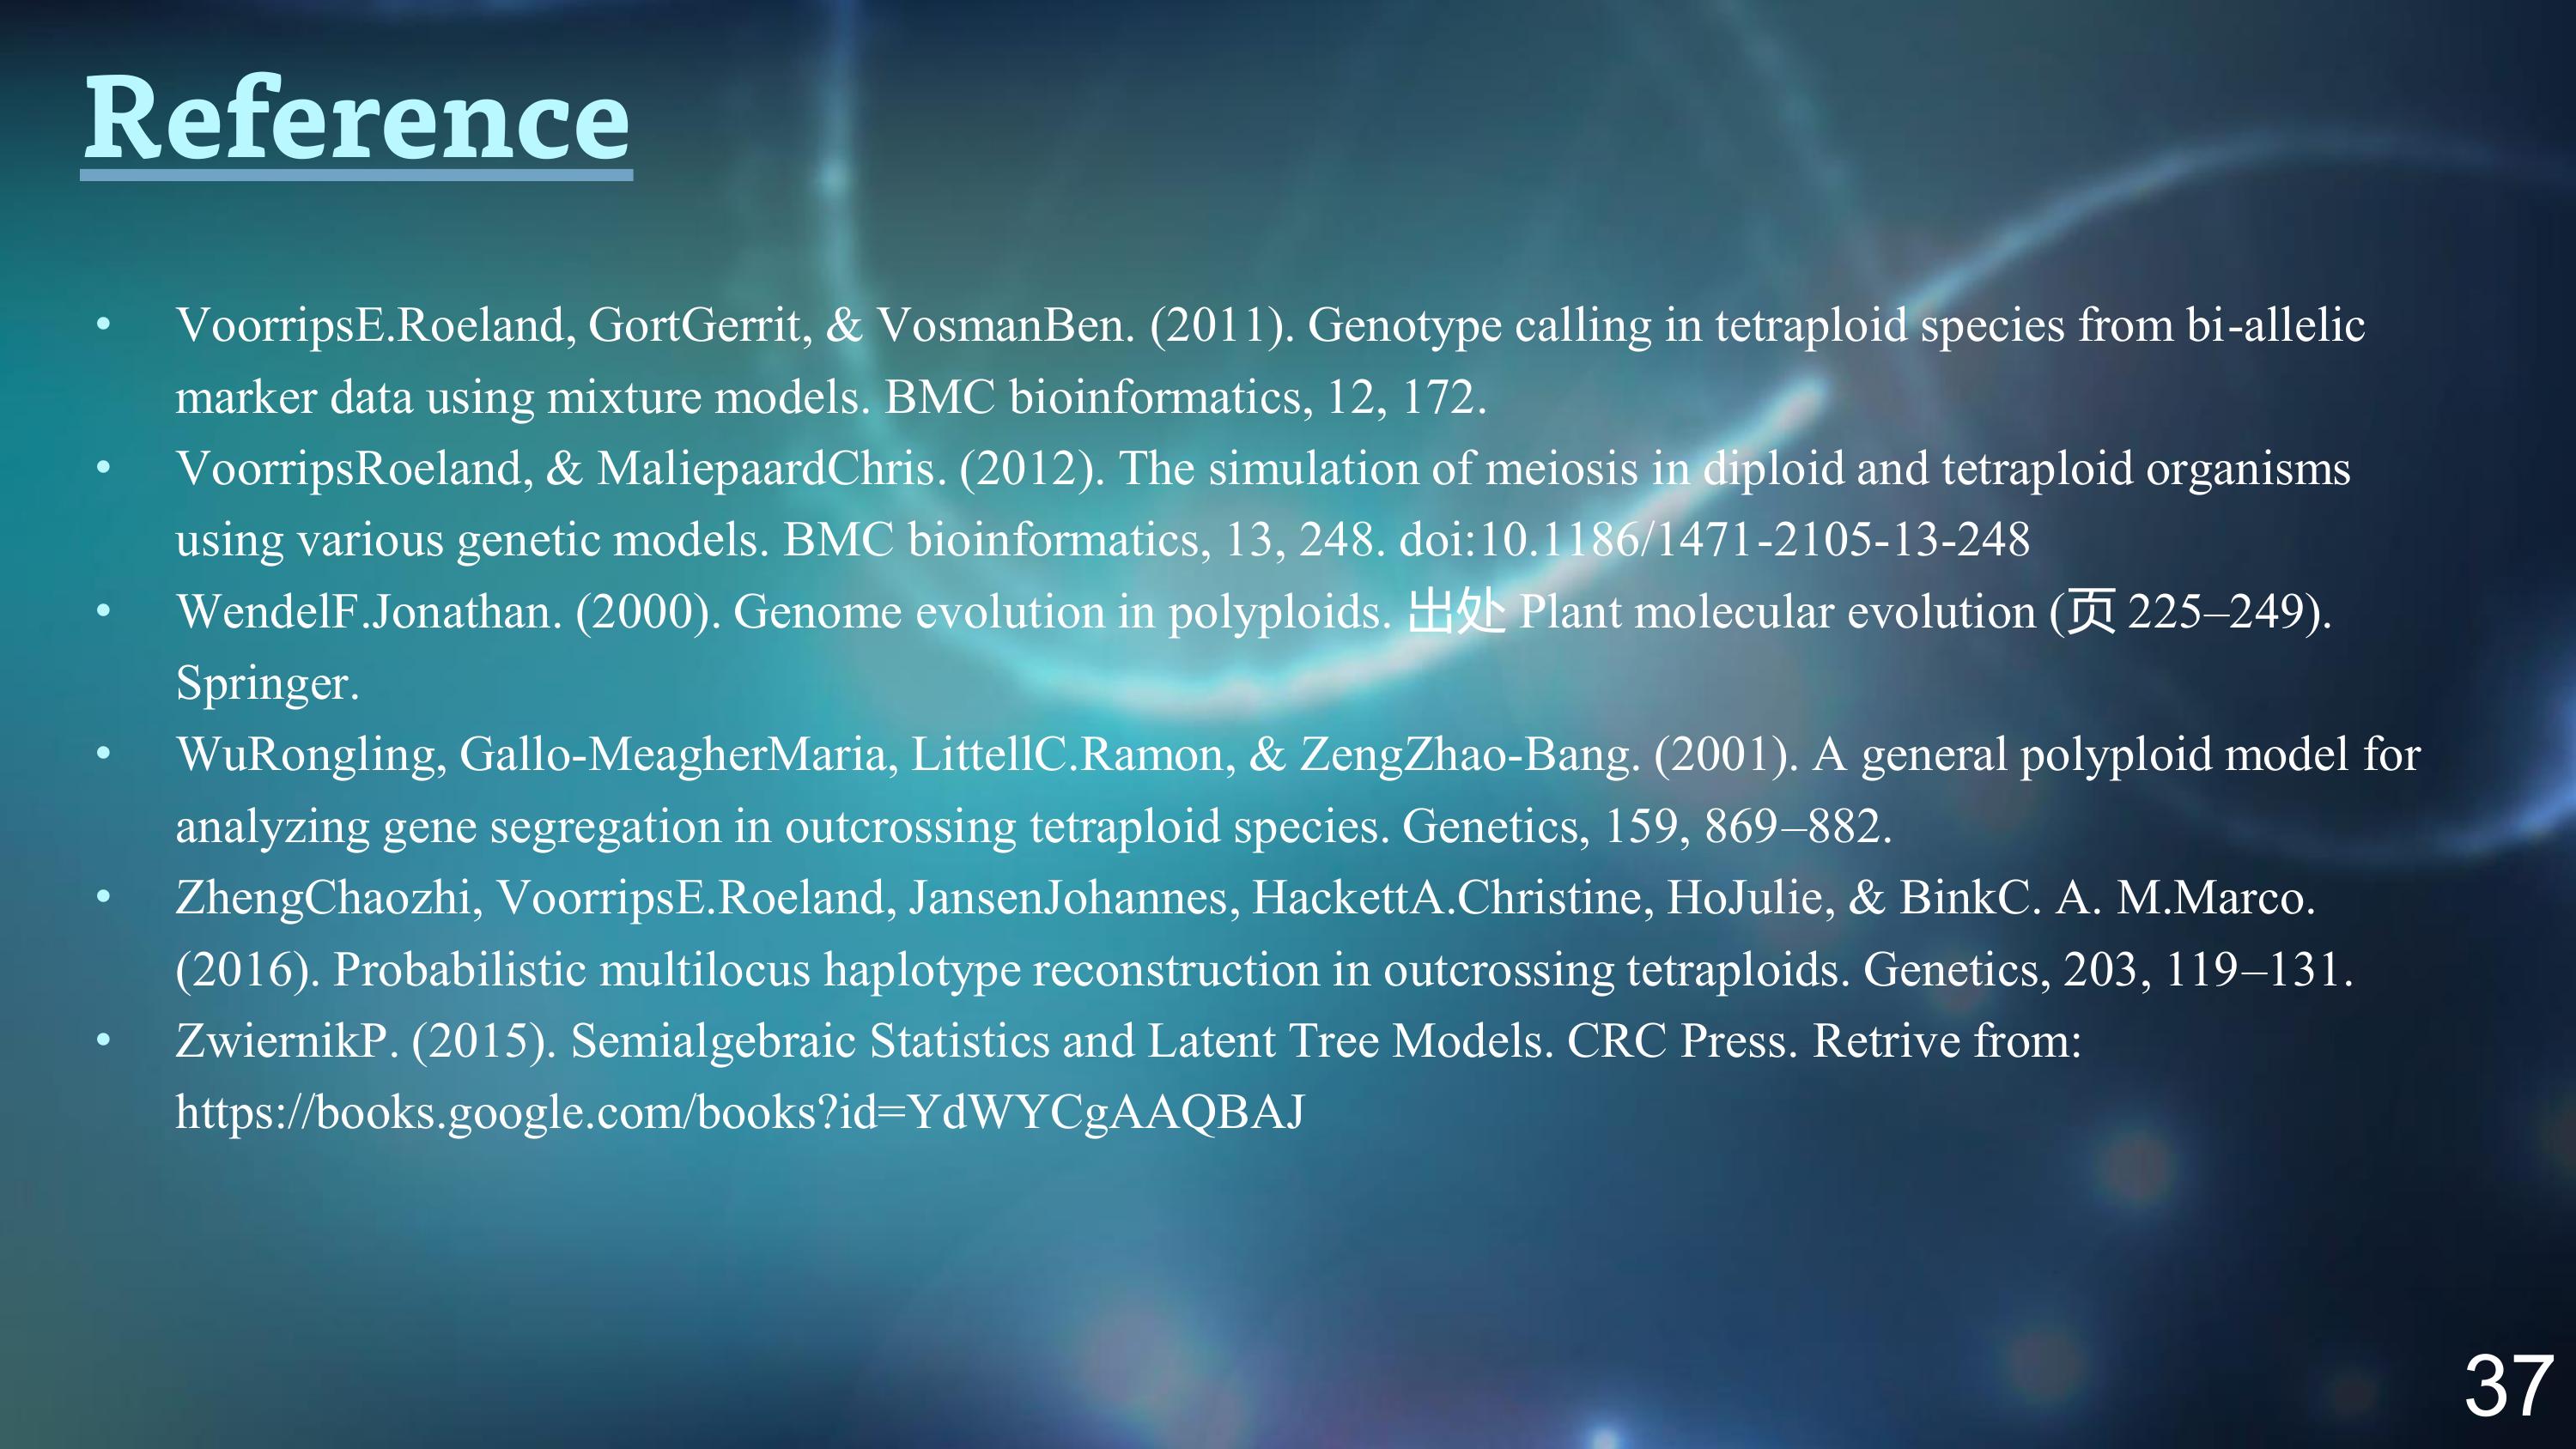 Reference
• VoorripsE.Roeland, GortGerrit, & VosmanBen. (2011). Genotype calling in tetraploid species from bi-allelic
marker data using mixture models. BMC bioinformatics, 12, 172.
• VoorripsRoeland, & MaliepaardChris. (2012). The simulation of meiosis in diploid and tetraploid organisms
using various genetic models. BMC bioinformatics, 13, 248. doi:10.1186/1471-2105-13-248
• WendelF.Jonathan. (2000). Genome evolution in polyploids. 出处 Plant molecular evolution (页 225–249).
Springer.
• WuRongling, Gallo-MeagherMaria, LittellC.Ramon, & ZengZhao-Bang. (2001). A general polyploid model for
analyzing gene segregation in outcrossing tetraploid species. Genetics, 159, 869–882.
• ZhengChaozhi, VoorripsE.Roeland, JansenJohannes, HackettA.Christine, HoJulie, & BinkC. A. M.Marco.
(2016). Probabilistic multilocus haplotype reconstruction in outcrossing tetraploids. Genetics, 203, 119–131.
• ZwiernikP. (2015). Semialgebraic Statistics and Latent Tree Models. CRC Press. Retrive from:
https://books.google.com/books?id=YdWYCgAAQBAJ
37